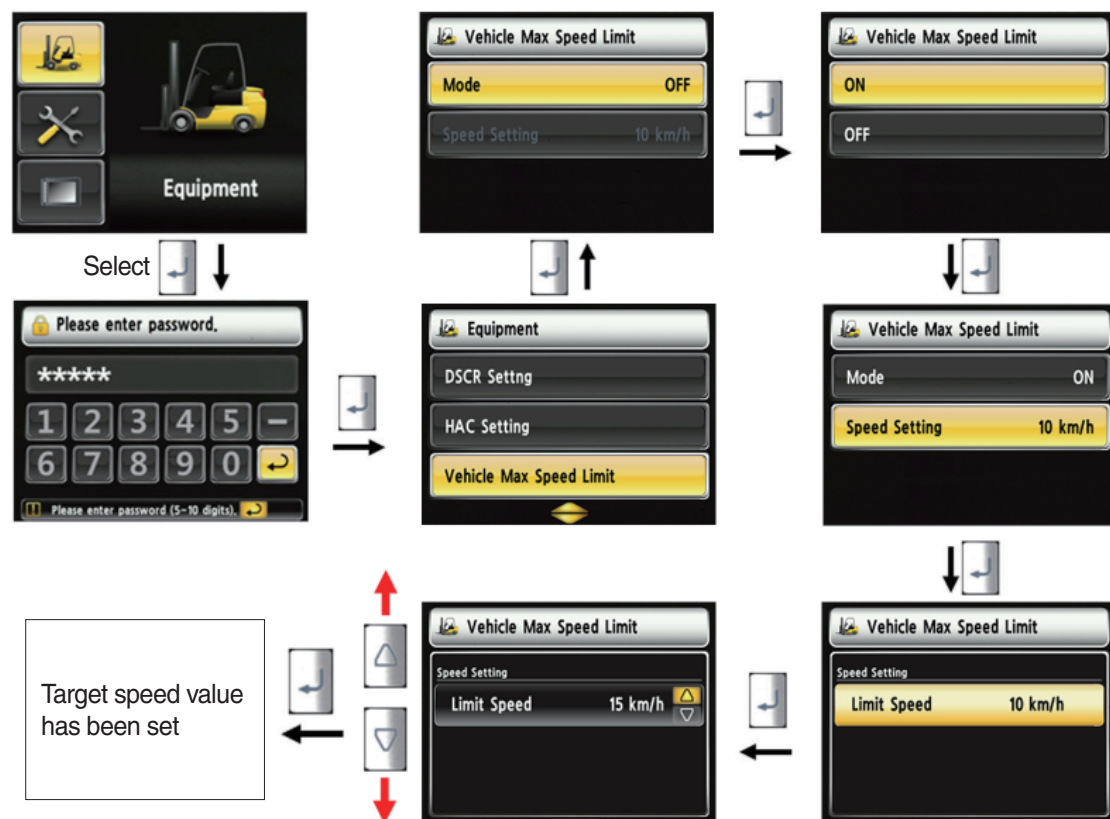 Equipment
Select
Please enter password.
*****
1 2 3 4 5 –
6 7 8 9 0
Please enter password (5-10 digits).
Equipment
DSCR Settng
HAC Setting
Vehicle Max Speed Limit
Vehicle Max Speed Limit
Mode OFF
Speed Setting 10 km/h
Vehicle Max Speed Limit
ON
OFF
Vehicle Max Speed Limit
Mode ON
Speed Setting 10 km/h
Vehicle Max Speed Limit
Speed Setting
Limit Speed 10 km/h
Vehicle Max Speed Limit
Speed Setting
Limit Speed 15 km/h
Target speed value
has been set